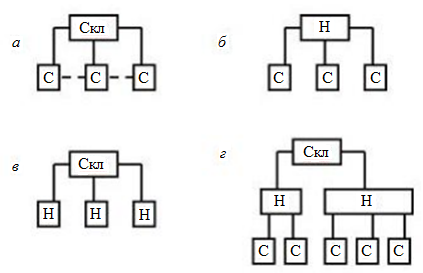 а
Скл
С С С
б
Н
С С С
в
Скл
Н Н Н
г
Скл
Н Н
С С С С С